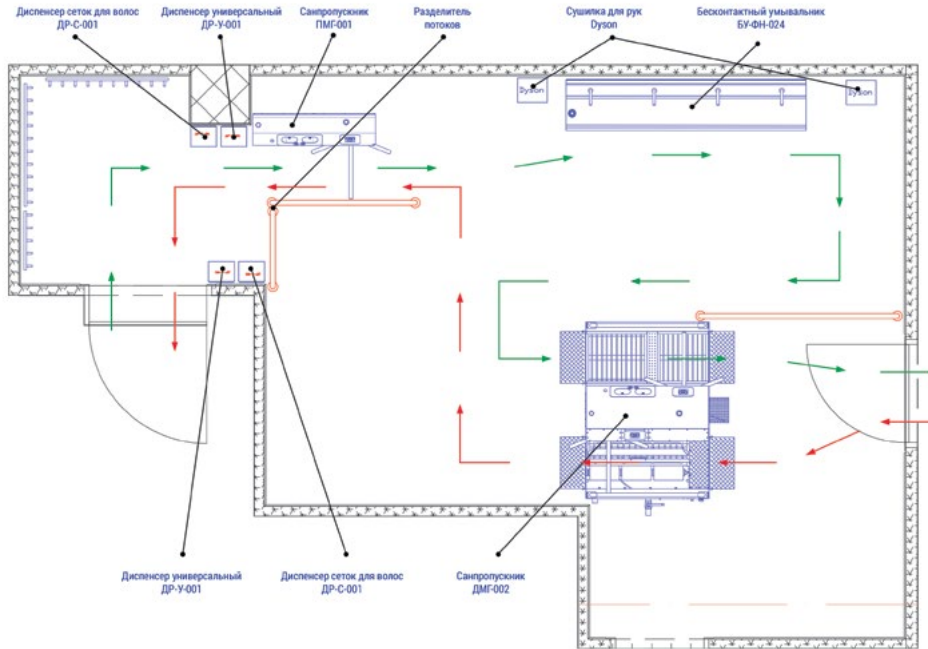 Диспенсер сеток для волос
ДР-С-001
Диспенсер универсальный
ДР-У-001
Санпропускник
ПМГ-001
Разделитель
потоков
Сушилка для рук
Dyson
Бесконтактный умывальник
БУ-ФН-024
Dyson
Dyson
Диспенсер универсальный
ДР-У-001
Диспенсер сеток для волос
ДР-С-001
Санпропускник
ДМГ-002